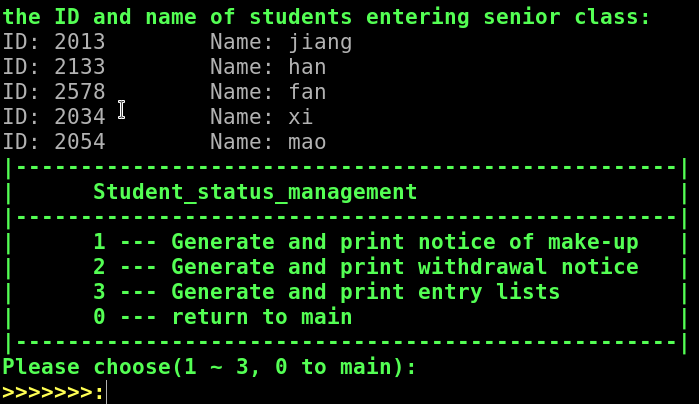 the ID and name of students entering senior class:
ID: 2013        Name: jiang
ID: 2133        Name: han
ID: 2578        Name: fan
ID: 2034        Name: xi
ID: 2054        Name: mao
|---------------------------------------------------|
|      Student_status_management                    |
|---------------------------------------------------|
|      1 --- Generate and print notice of make-up   |
|      2 --- Generate and print withdrawal notice   |
|      3 --- Generate and print entry lists         |
|      0 --- return to main                         |
|---------------------------------------------------|
Please choose(1 ~ 3, 0 to main):
>>>>>>>: